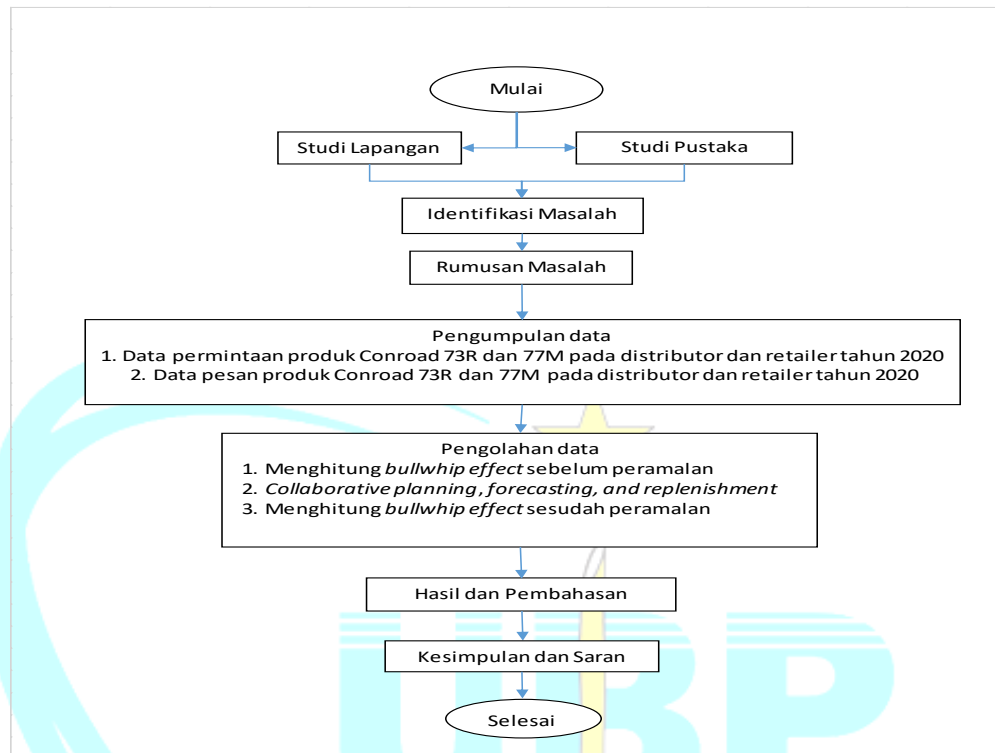 Mulai
Studi Lapangan
Studi Pustaka
Identifikasi Masalah
Rumusan Masalah
Pengumpulan data
1. Data permintaan produk Conroad 73R dan 77M pada distributor dan retailer tahun 2020
2. Data pesan produk Conroad 73R dan 77M pada distributor dan retailer tahun 2020
Pengolahan data
1. Menghitung bullwhip effect sebelum peramalan
2. Collaborative planning, forecasting, and replenishment
3. Menghitung bullwhip effect sesudah peramalan
Hasil dan Pembahasan
Kesimpulan dan Saran
Selesai
UBP